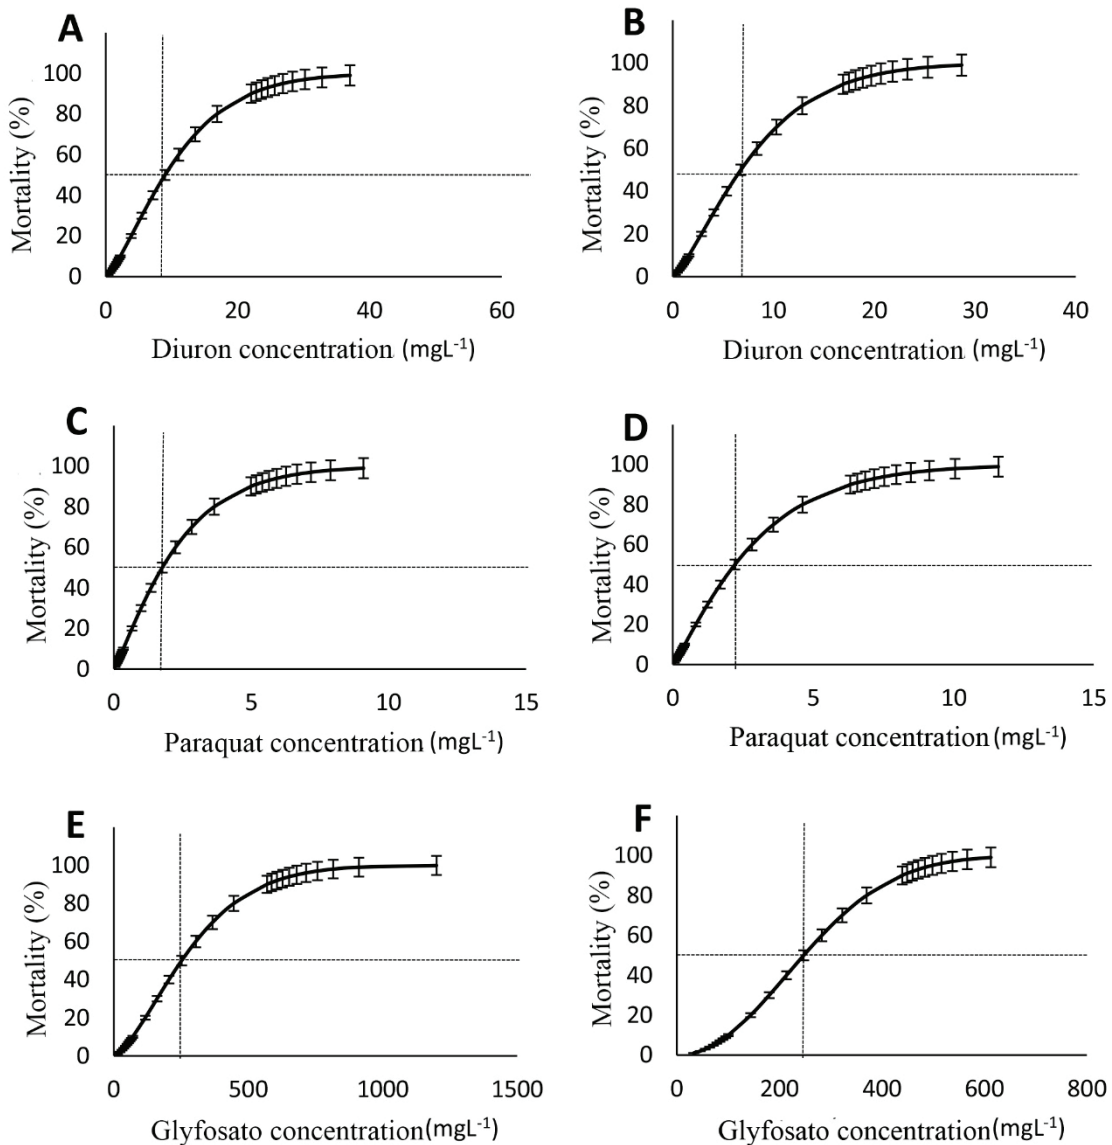 A
Mortality (%)
100
80
60
40
20
0
0 20 40 60
Diuron concentration (mgL⁻¹)
B
Mortality (%)
100
80
60
40
20
0
0 10 20 30 40
Diuron concentration (mgL⁻¹)
C
Mortality (%)
100
80
60
40
20
0
0 5 10 15
Paraquat concentration (mgL⁻¹)
D
Mortality (%)
100
80
60
40
20
0
0 5 10 15
Paraquat concentration (mgL⁻¹)
E
Mortality (%)
100
80
60
40
20
0
0 500 1000 1500
Glyfosato concentration (mgL⁻¹)
F
Mortality (%)
100
80
60
40
20
0
0 200 400 600 800
Glyfosato concentration (mgL⁻¹)